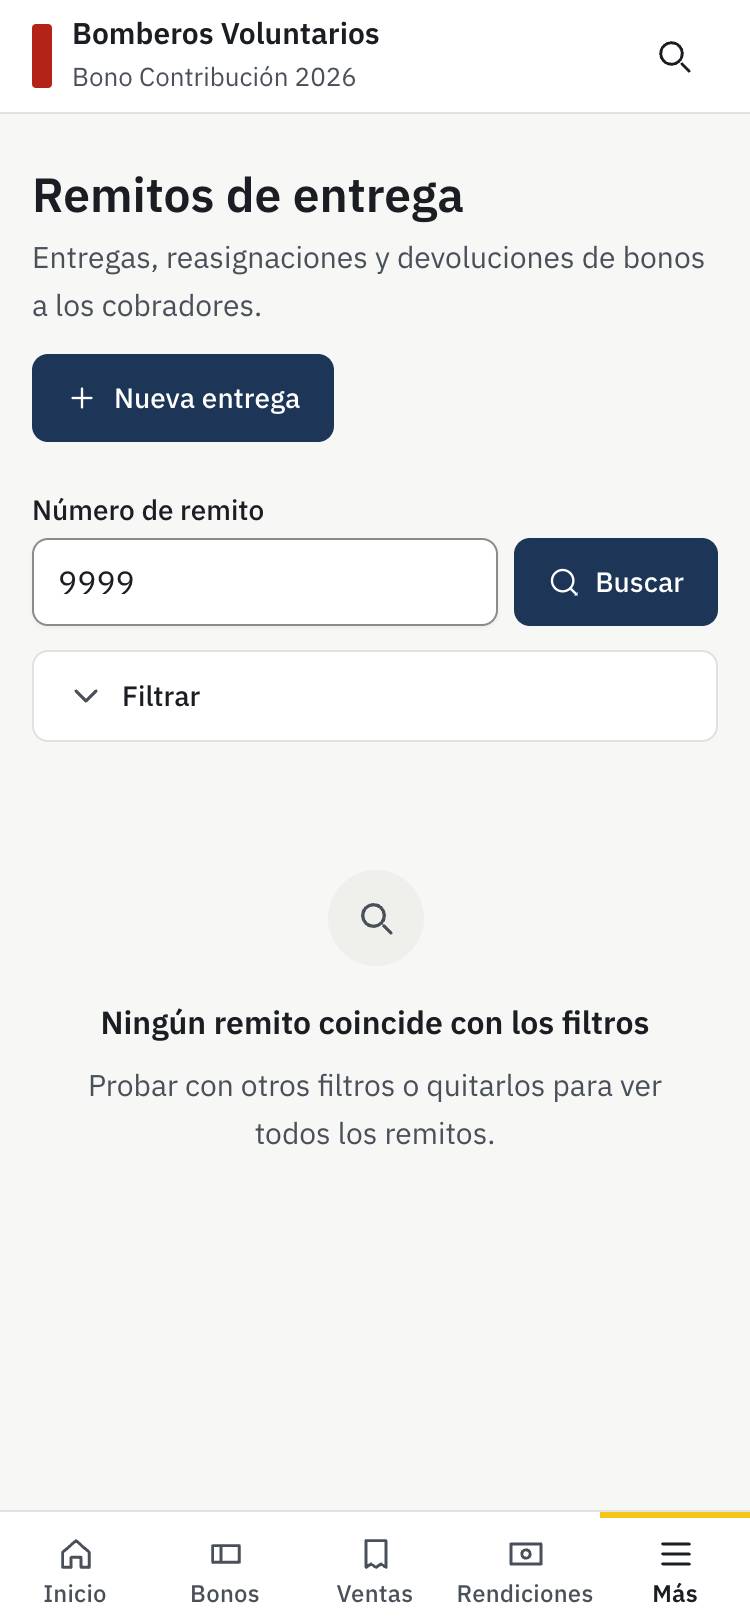 Bomberos Voluntarios
Bono Contribución 2026
Remitos de entrega
Entregas, reasignaciones y devoluciones de bonos
a los cobradores.
Nueva entrega
Número de remito
9999
Buscar
Filtrar
Ningún remito coincide con los filtros
Probar con otros filtros o quitarlos para ver
todos los remitos.
Inicio
Bonos
Ventas
Rendiciones
Más